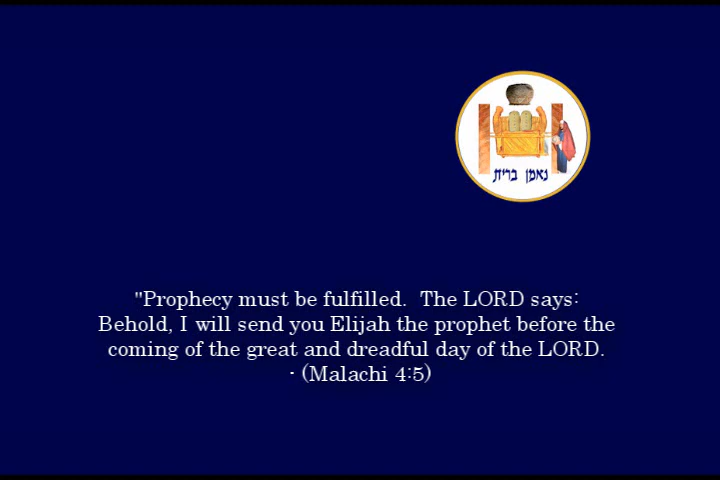 נאמן ברית
"Prophecy must be fulfilled.  The LORD says:
Behold, I will send you Elijah the prophet before the
coming of the great and dreadful day of the LORD.
- (Malachi 4:5)